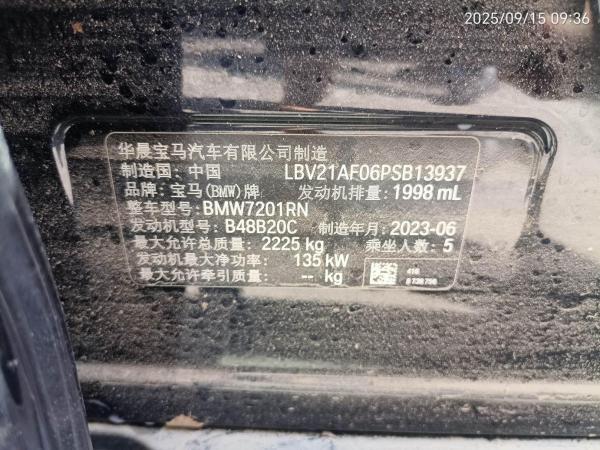 2025/09/15 09:36
华晨宝马汽车有限公司制造
制造国: 中国 LBV21AF06PSB13937
品牌: 宝马(BMW)牌 发动机排量: 1998 mL
整车型号: BMW7201RN
发动机型号: B48B20C 制造年月: 2023-06
最大允许总质量: 2225 kg 乘坐人数: 5
发动机最大净功率: 135 kW
最大允许牵引质量: -- kg